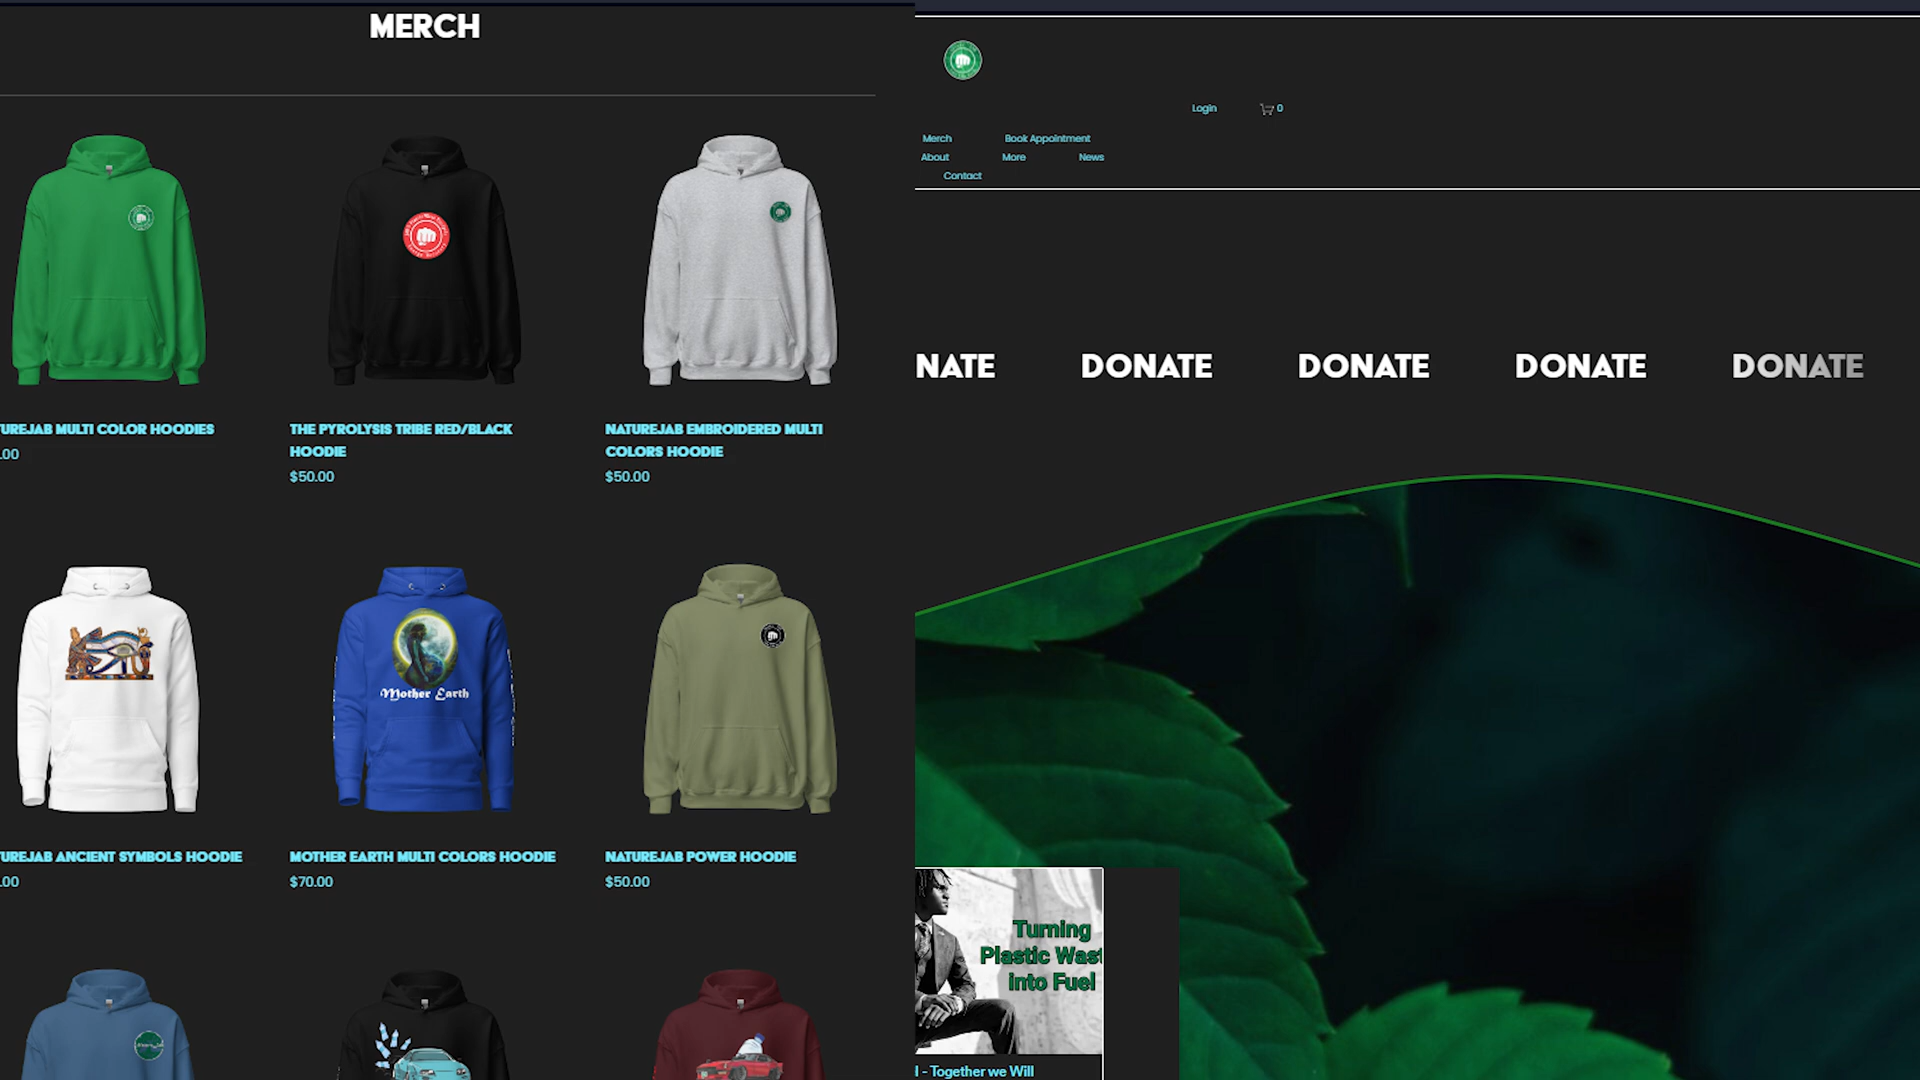 MERCH
UREJAB MULTI COLOR HOODIES
.00
THE PYROLYSIS TRIBE RED/BLACK
HOODIE
$50.00
NATUREJAB EMBROIDERED MULTI
COLORS HOODIE
$50.00
Mother Earth
UREJAB ANCIENT SYMBOLS HOODIE
.00
MOTHER EARTH MULTI COLORS HOODIE
$70.00
NATUREJAB POWER HOODIE
$50.00
Login
0
Merch
Book Appointment
About
More
News
Contact
NATE DONATE DONATE DONATE DONATE
Turning
Plastic Wast
into Fuel
- Together we Will